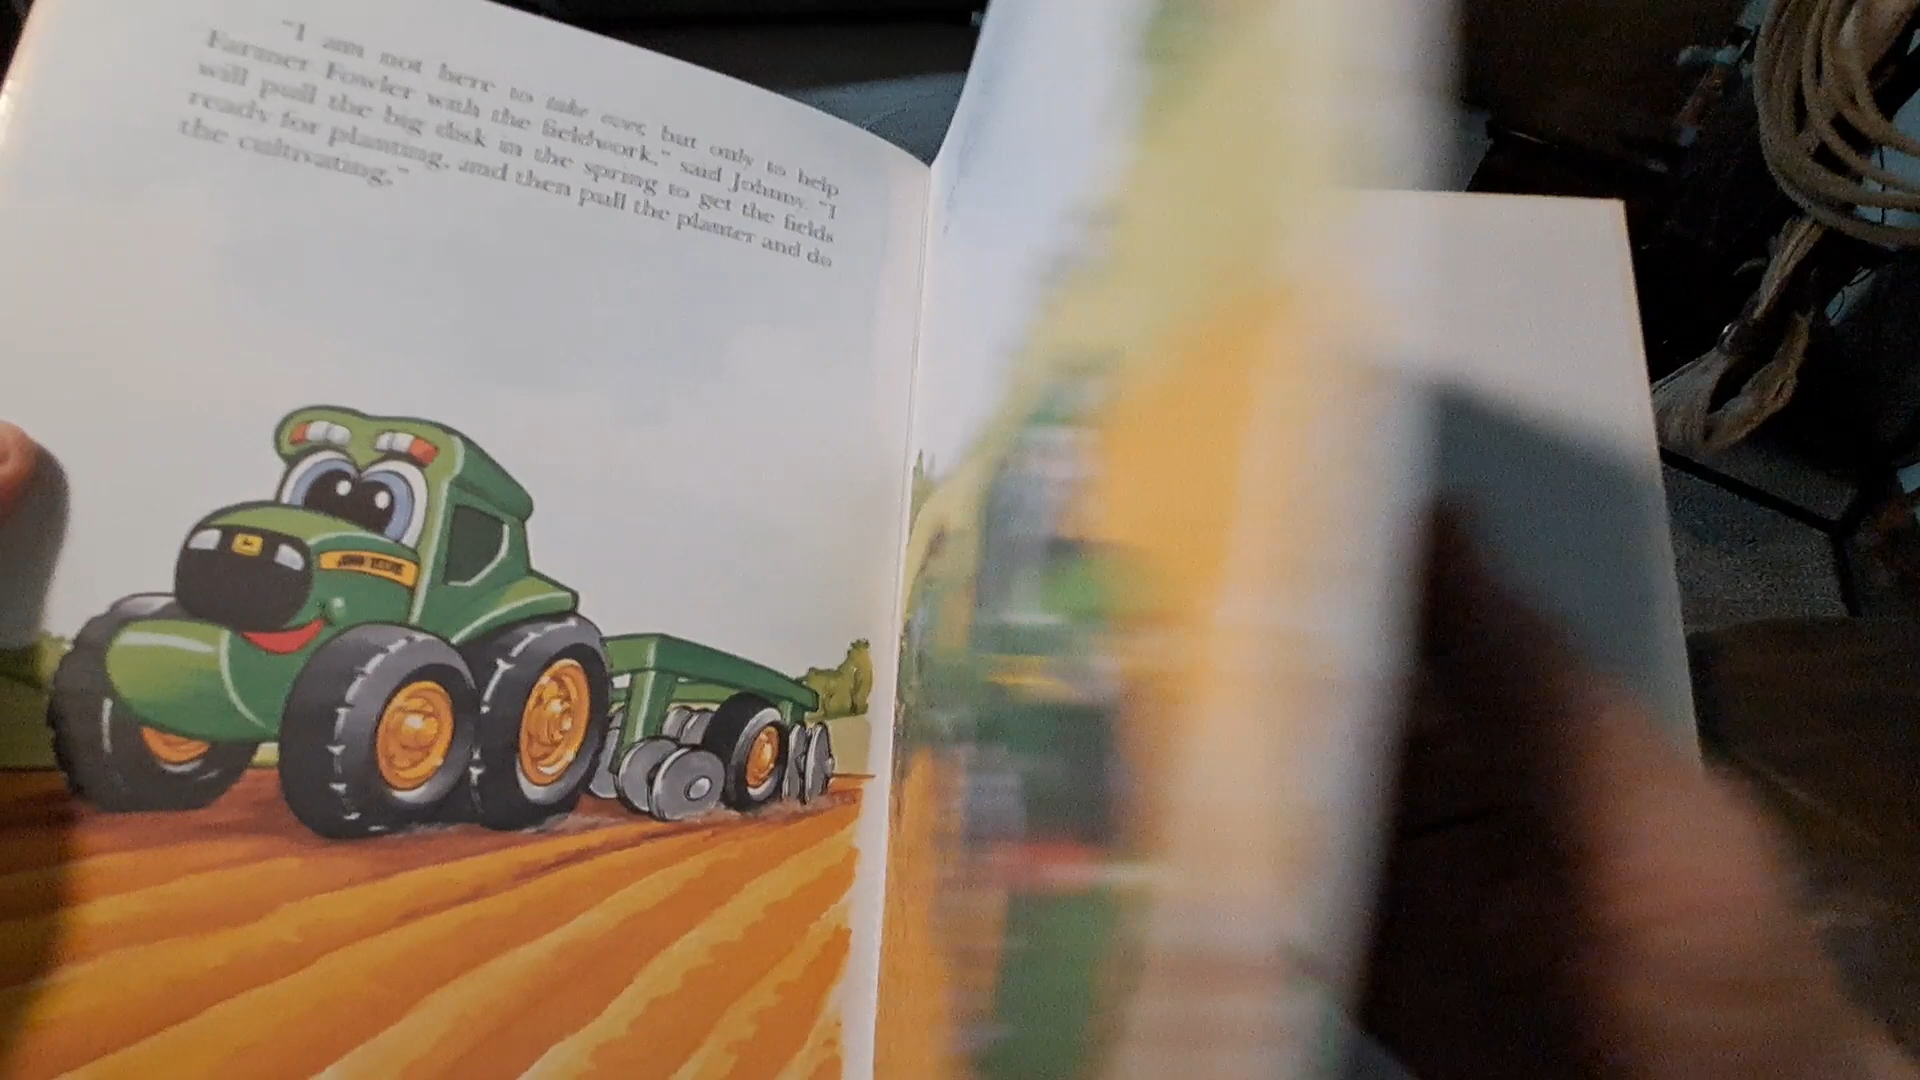 "I am not here to take over, but only to help
Farmer Fowler with the fieldwork," said Johnny. "I
will pull the big disk in the spring to get the fields
ready for planting, and then pull the planter and do
the cultivating."
JOHN DEERE